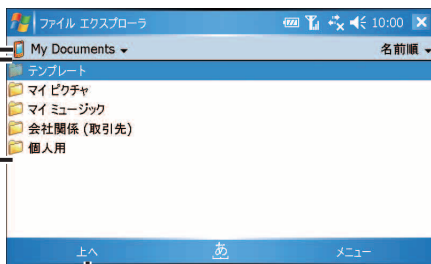 ファイル エクスプローラ 10:00
My Documents 名前順
テンプレート
マイ ピクチャ
マイ ミュージック
会社関係 (取引先)
個人用
上へ あ メニュー